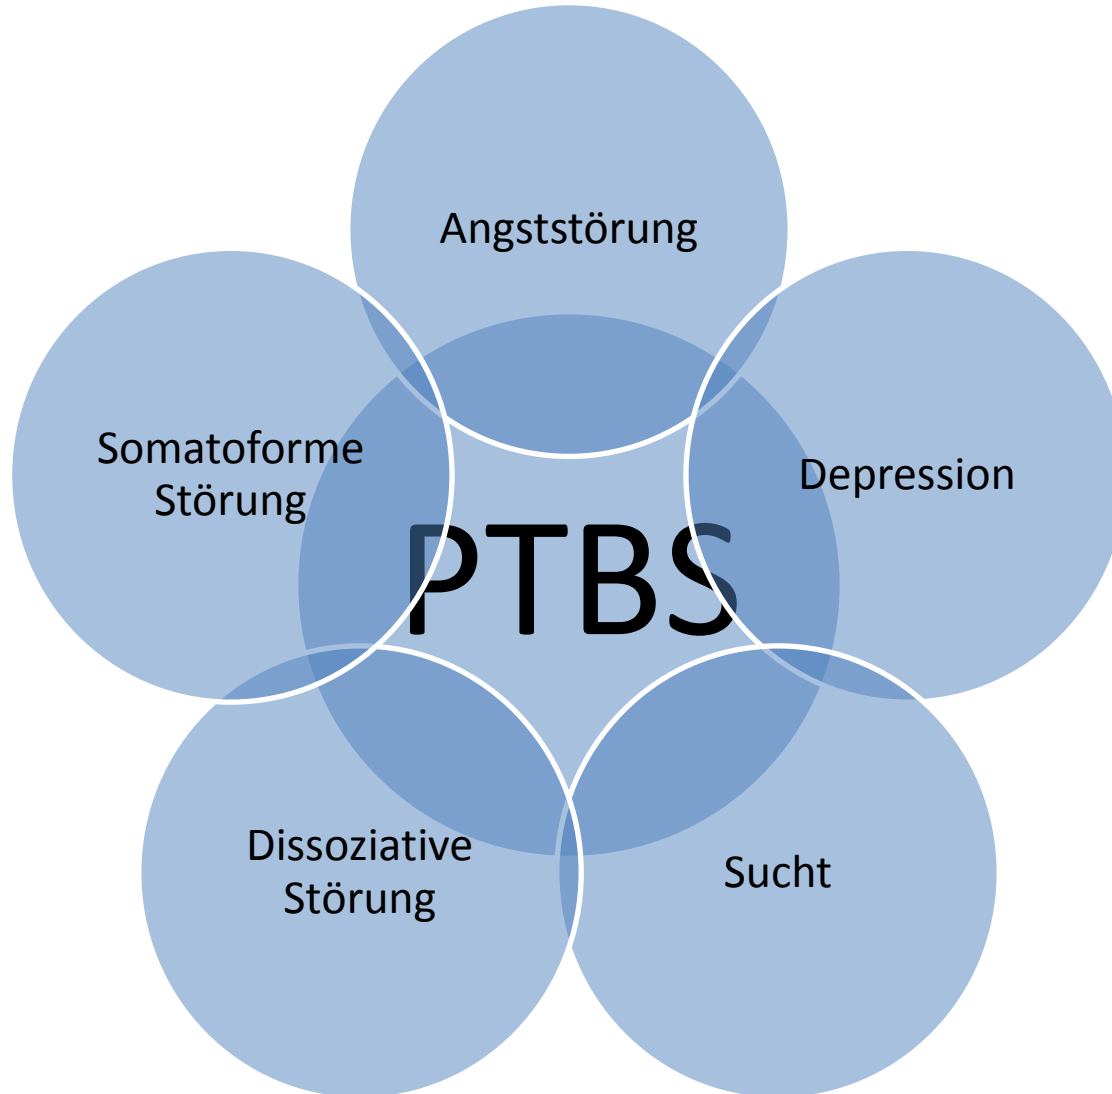 Angststörung
Somatoforme
Störung
Depression
PTBS
Dissoziative
Störung
Sucht